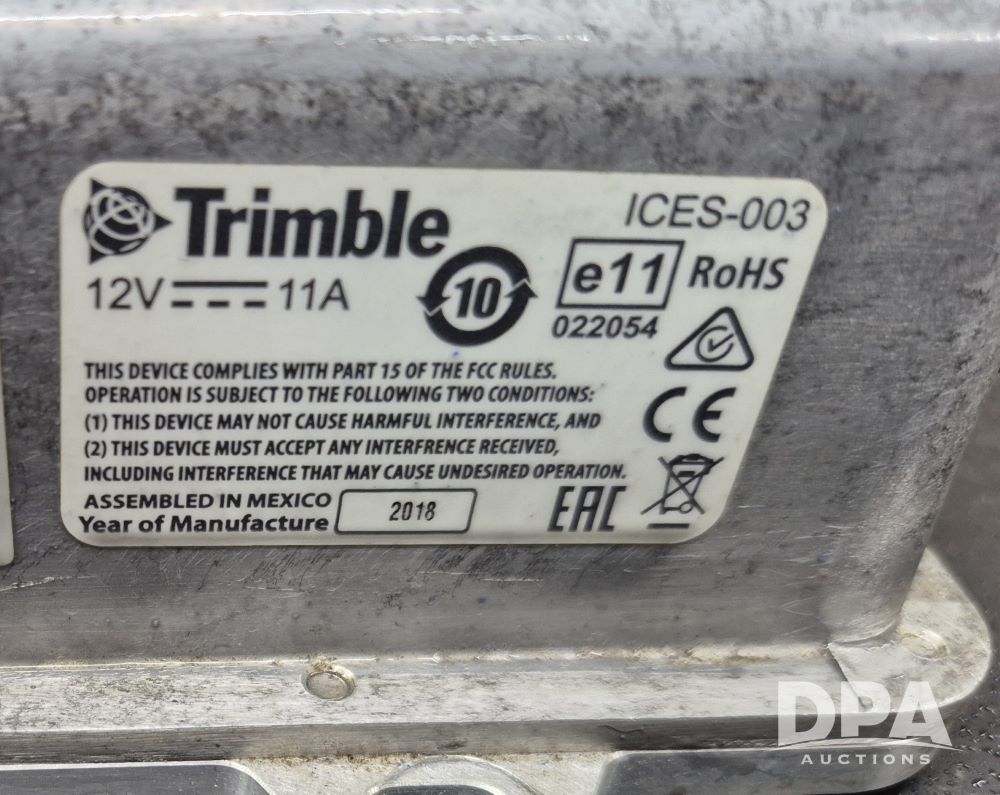 Trimble
ICES-003
12V 11A
10
e11
RoHS
022054
THIS DEVICE COMPLIES WITH PART 15 OF THE FCC RULES.
OPERATION IS SUBJECT TO THE FOLLOWING TWO CONDITIONS:
(1) THIS DEVICE MAY NOT CAUSE HARMFUL INTERFERENCE, AND
(2) THIS DEVICE MUST ACCEPT ANY INTERFRENCE RECEIVED,
INCLUDING INTERFERENCE THAT MAY CAUSE UNDESIRED OPERATION.
CE
ASSEMBLED IN MEXICO
Year of Manufacture 2018
EAC
DPA
AUCTIONS